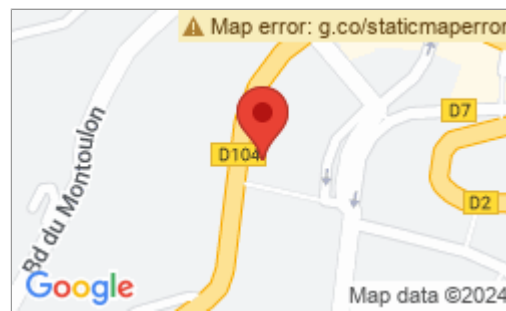 ⚠ Map error: g.co/staticmaperror
D7
D104
Bd du Montoulon
D2
Google
Map data ©2024